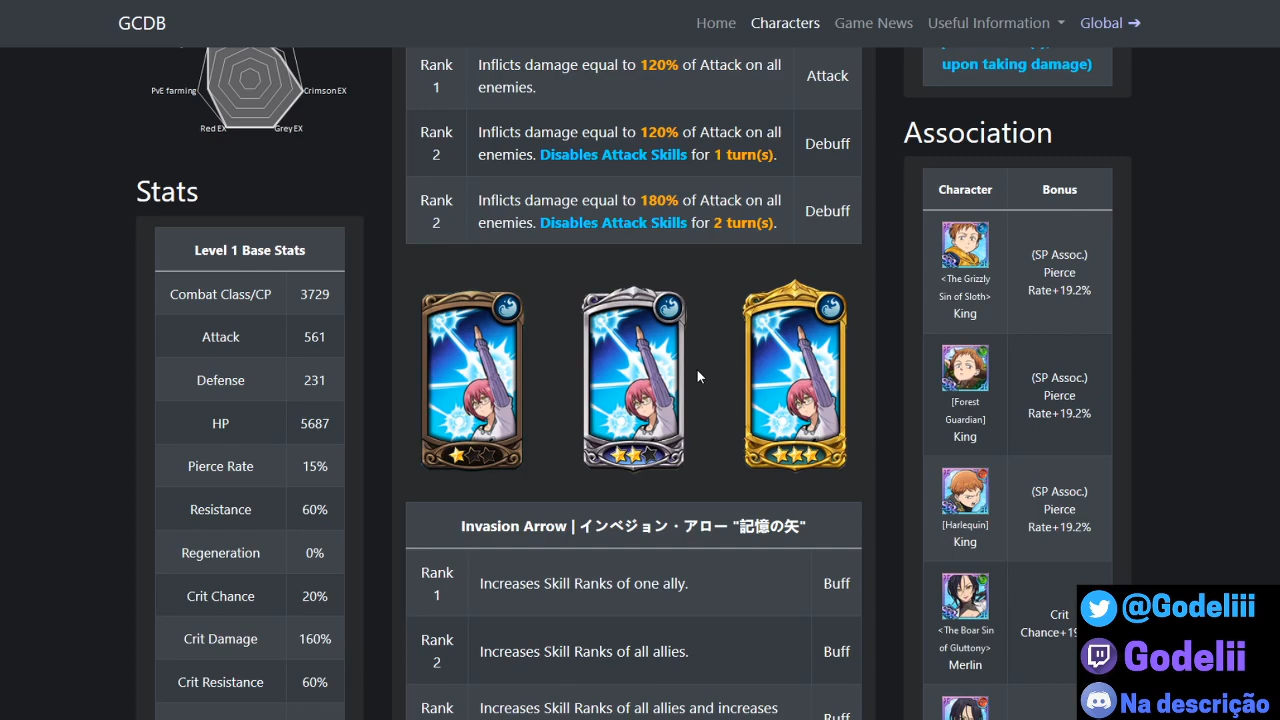 GCDB
Home
Characters
Game News
Useful Information
Global →
PvE farming
Crimson EX
Red EX
Grey EX
Stats
Level 1 Base Stats
Combat Class/CP 3729
Attack 561
Defense 231
HP 5687
Pierce Rate 15%
Resistance 60%
Regeneration 0%
Crit Chance 20%
Crit Damage 160%
Crit Resistance 60%
Rank
1
Inflicts damage equal to 120% of Attack on all
enemies.
Attack
Rank
2
Inflicts damage equal to 120% of Attack on all
enemies. Disables Attack Skills for 1 turn(s).
Debuff
Rank
2
Inflicts damage equal to 180% of Attack on all
enemies. Disables Attack Skills for 2 turn(s).
Debuff
Invasion Arrow | インベジョン・アロー "記憶の矢"
Rank
1
Increases Skill Ranks of one ally.
Buff
Rank
2
Increases Skill Ranks of all allies.
Buff
Increases Skill Ranks of all allies and increases
upon taking damage)
Association
Character Bonus
<The Grizzly
Sin of Sloth>
King
(SP Assoc.)
Pierce
Rate+19.2%
[Forest
Guardian]
King
(SP Assoc.)
Pierce
Rate+19.2%
[Harlequin]
King
(SP Assoc.)
Pierce
Rate+19.2%
<The Boar Sin
of Gluttony>
Merlin
Crit
@Godeliii
Godelii
Na descrição